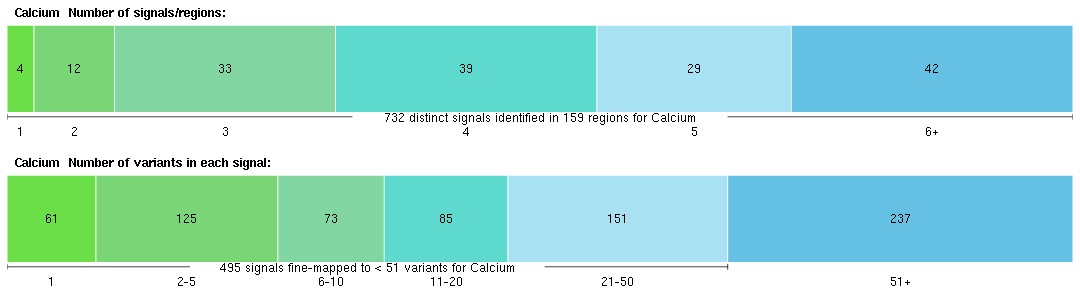 Calcium Number of signals/regions:
4 12 33 39 29 42
732 distinct signals identified in 159 regions for Calcium
1 2 3 4 5 6+
Calcium Number of variants in each signal:
61 125 73 85 151 237
495 signals fine-mapped to < 51 variants for Calcium
1 2-5 6-10 11-20 21-50 51+